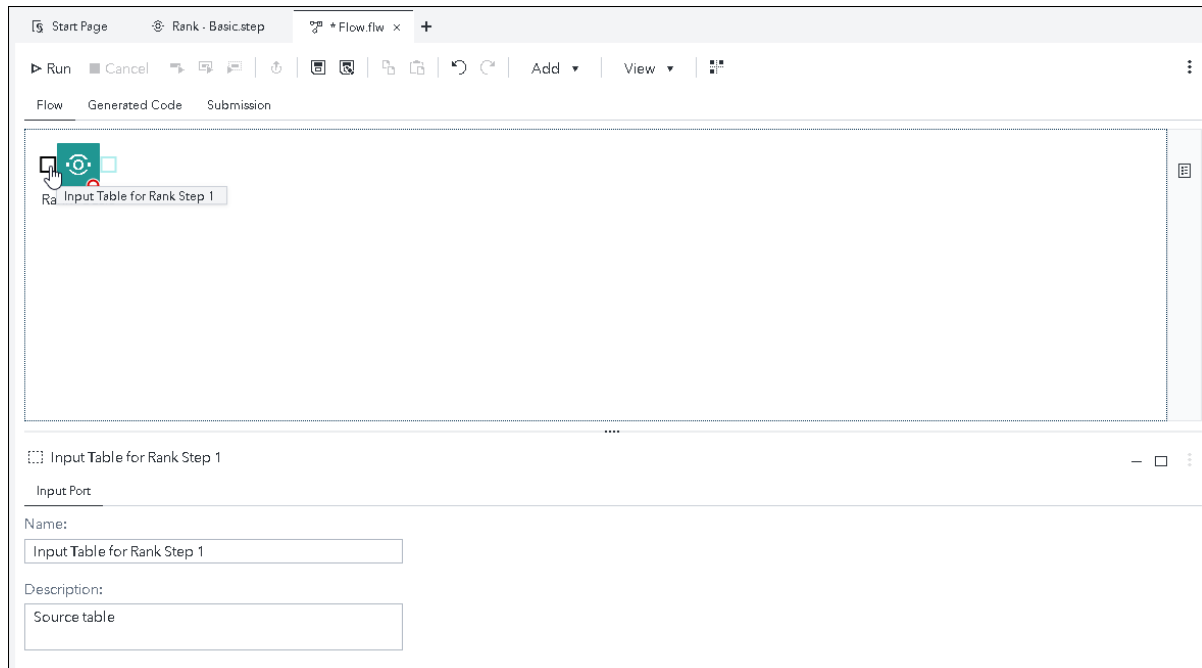 Start Page Rank - Basic.step * Flow.flw × +
Run Cancel Add View
Flow Generated Code Submission
Input Table for Rank Step 1
Ra
Input Table for Rank Step 1
Input Port
Name:
Input Table for Rank Step 1
Description:
Source table